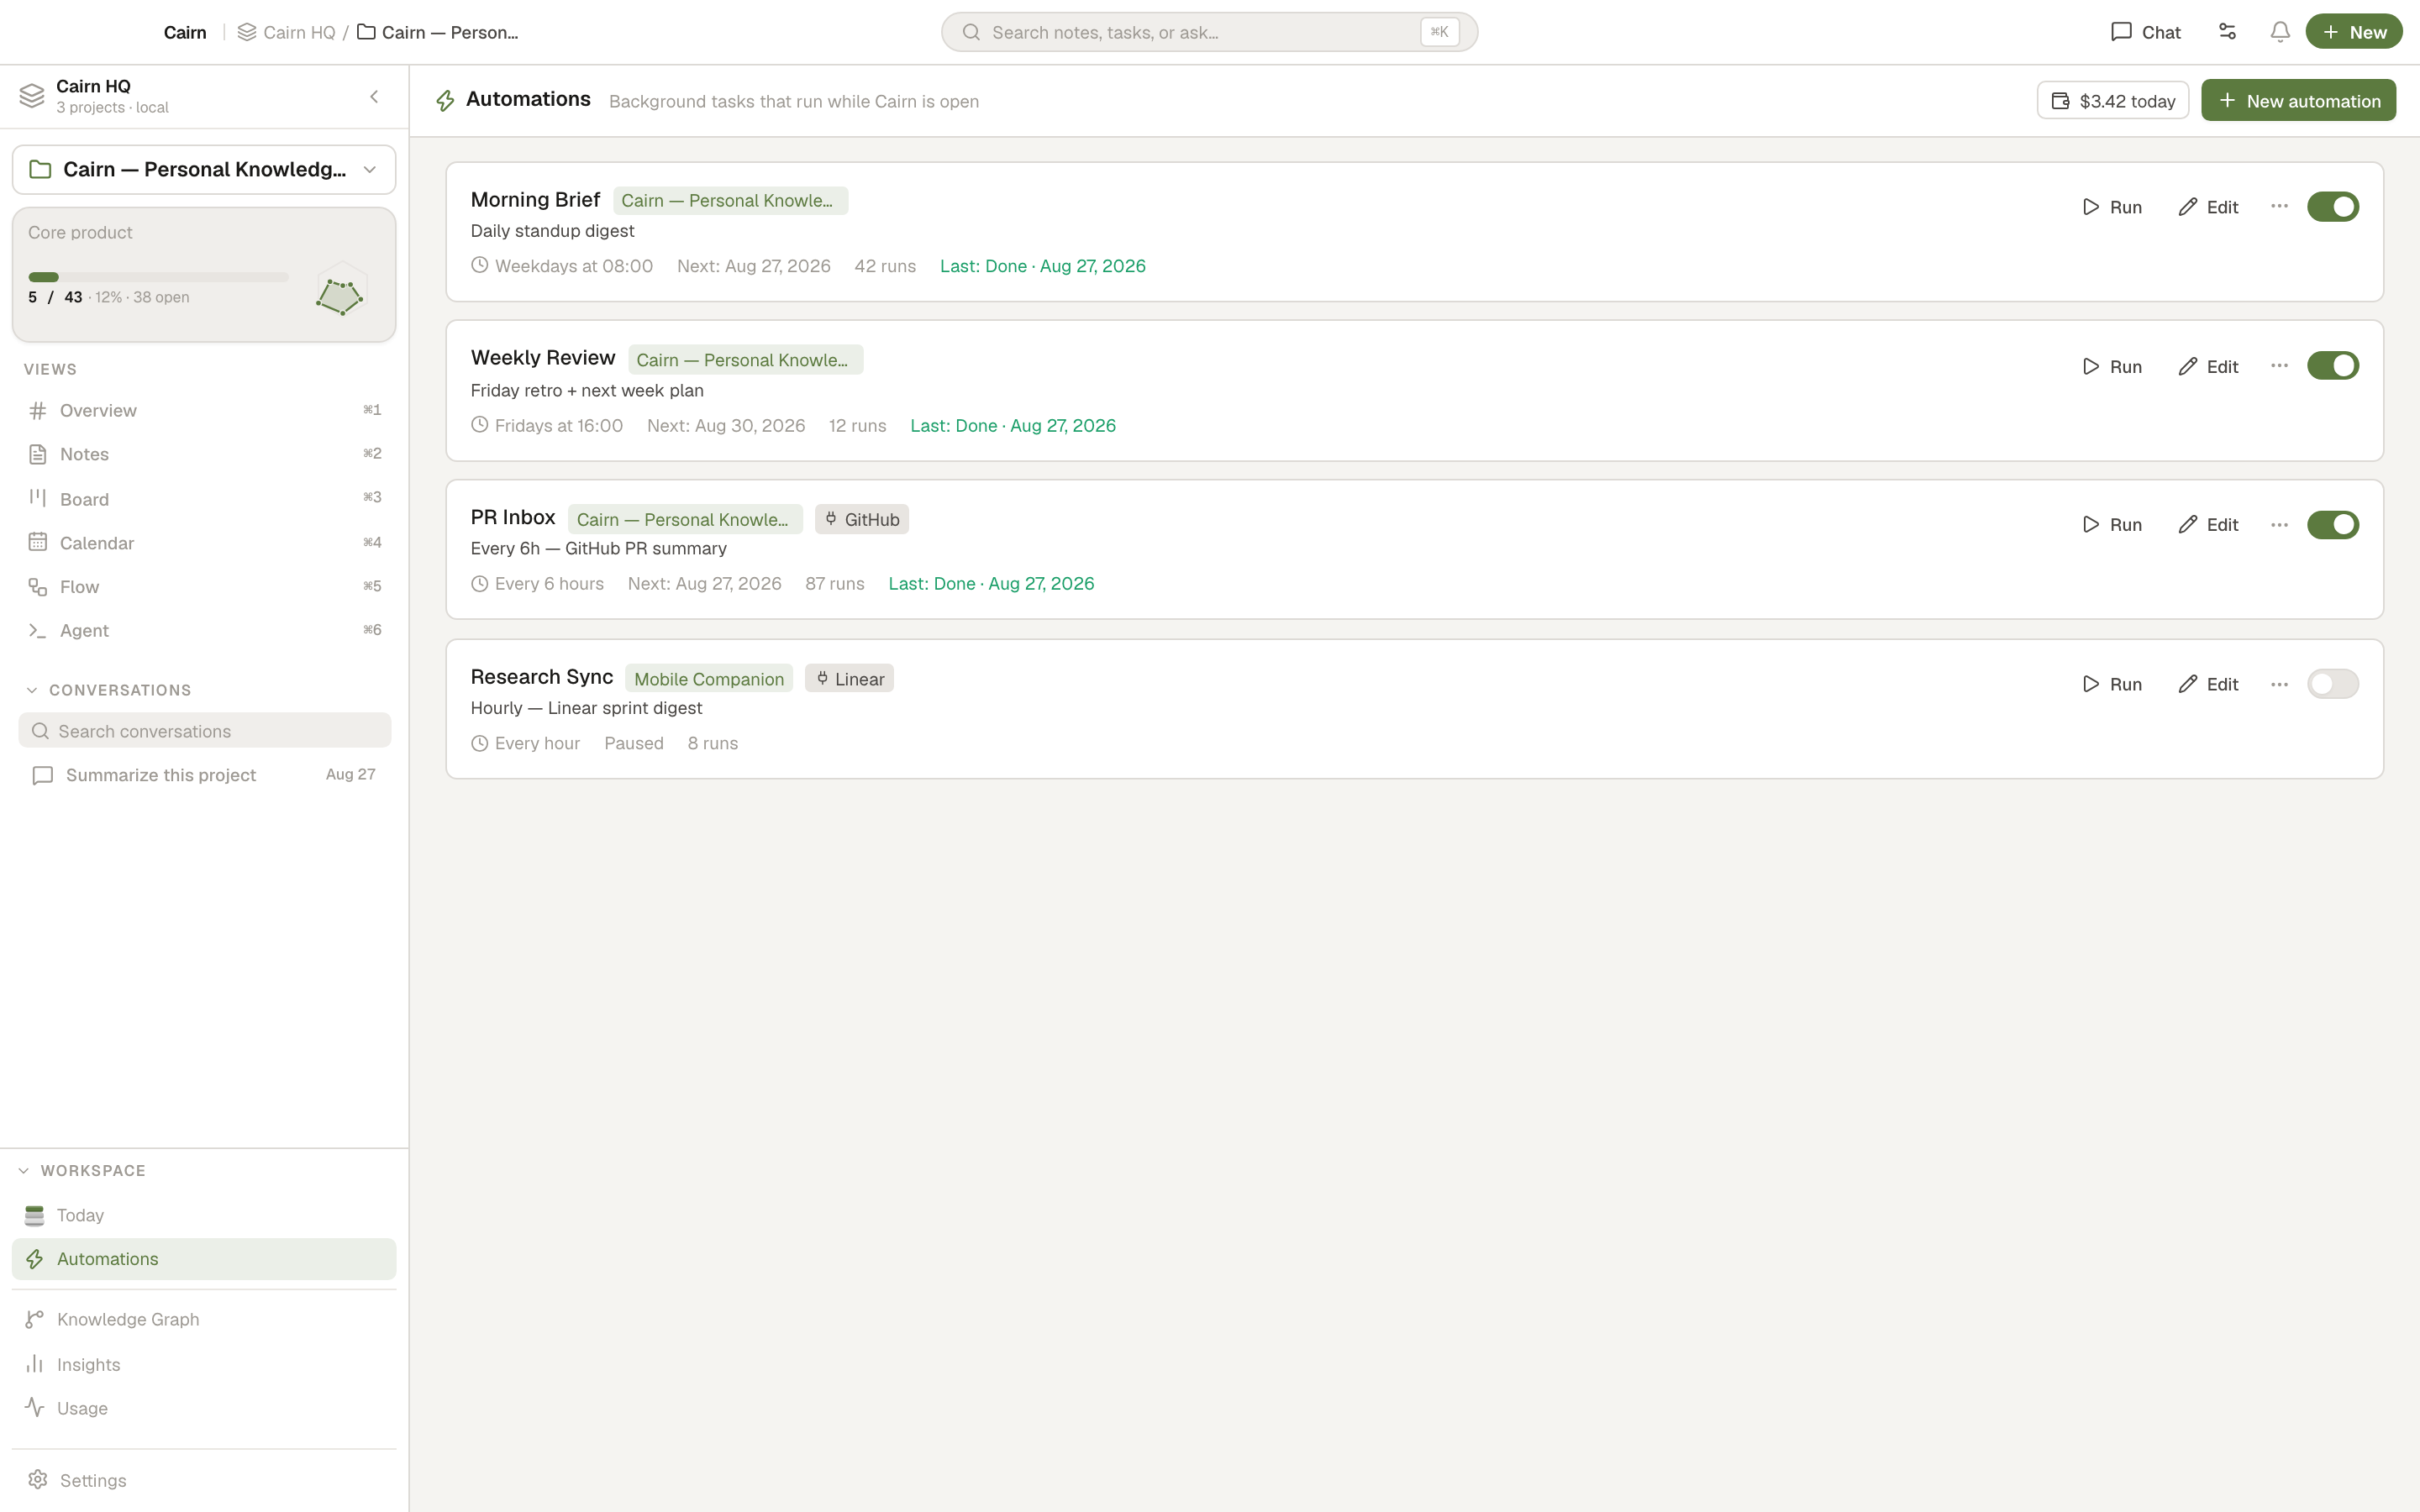 Cairn
Cairn HQ / Cairn — Person...
Search notes, tasks, or ask...
⌘K
Chat
New
Cairn HQ
3 projects · local
Cairn — Personal Knowledg...
Core product
5 / 43 · 12% · 38 open
VIEWS
Overview ⌘1
Notes ⌘2
Board ⌘3
Calendar ⌘4
Flow ⌘5
Agent ⌘6
CONVERSATIONS
Search conversations
Summarize this project Aug 27
WORKSPACE
Today
Automations
Knowledge Graph
Insights
Usage
Settings
Automations Background tasks that run while Cairn is open
$3.42 today
New automation
Morning Brief Cairn — Personal Knowle...
Run Edit
Daily standup digest
Weekdays at 08:00 Next: Aug 27, 2026 42 runs Last: Done · Aug 27, 2026
Weekly Review Cairn — Personal Knowle...
Run Edit
Friday retro + next week plan
Fridays at 16:00 Next: Aug 30, 2026 12 runs Last: Done · Aug 27, 2026
PR Inbox Cairn — Personal Knowle... GitHub
Run Edit
Every 6h — GitHub PR summary
Every 6 hours Next: Aug 27, 2026 87 runs Last: Done · Aug 27, 2026
Research Sync Mobile Companion Linear
Run Edit
Hourly — Linear sprint digest
Every hour Paused 8 runs